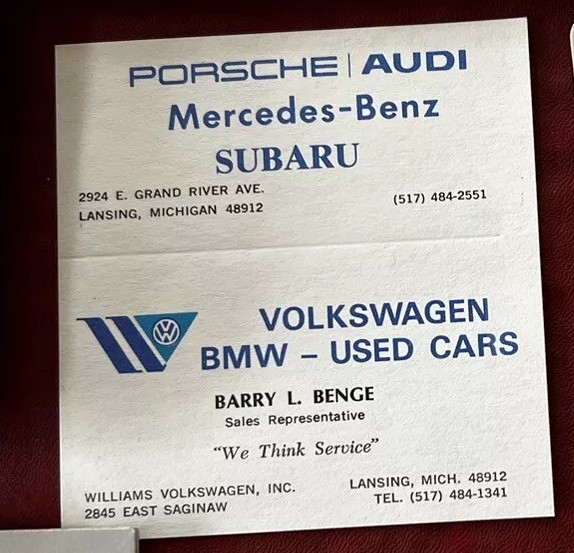 PORSCHE | AUDI
Mercedes-Benz
SUBARU
2924 E. GRAND RIVER AVE.
LANSING, MICHIGAN 48912
(517) 484-2551
VW
VOLKSWAGEN
BMW – USED CARS
BARRY L. BENGE
Sales Representative
"We Think Service"
WILLIAMS VOLKSWAGEN, INC.
2845 EAST SAGINAW
LANSING, MICH. 48912
TEL. (517) 484-1341